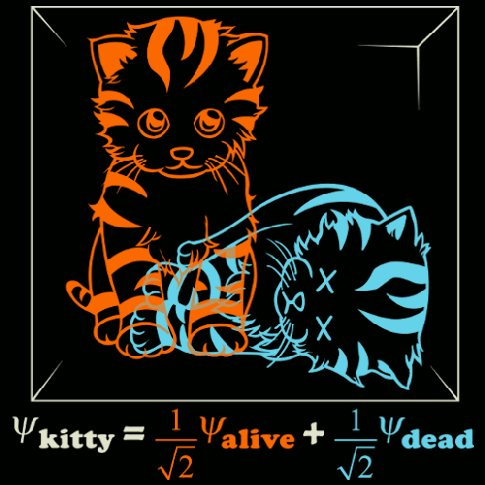 ψkitty = 1/√2 ψalive + 1/√2 ψdead